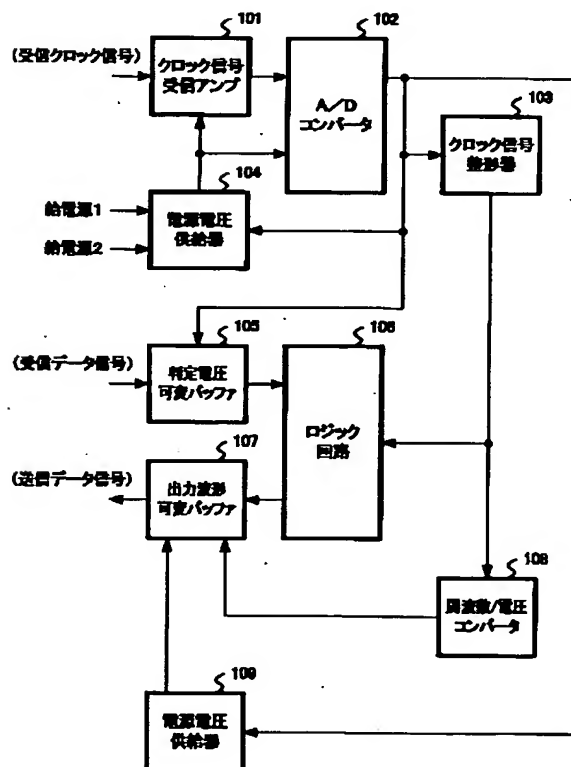 101
102
(受信クロック信号)
クロック信号
受信アンプ
A/D
コンバータ
103
クロック信号
整形器
104
給電源1
給電源2
電源電圧
供給器
105
106
(受信データ信号)
判定電圧
可変バッファ
ロジック
回路
107
(送信データ信号)
出力波形
可変バッファ
108
周波数/電圧
コンバータ
109
電源電圧
供給器